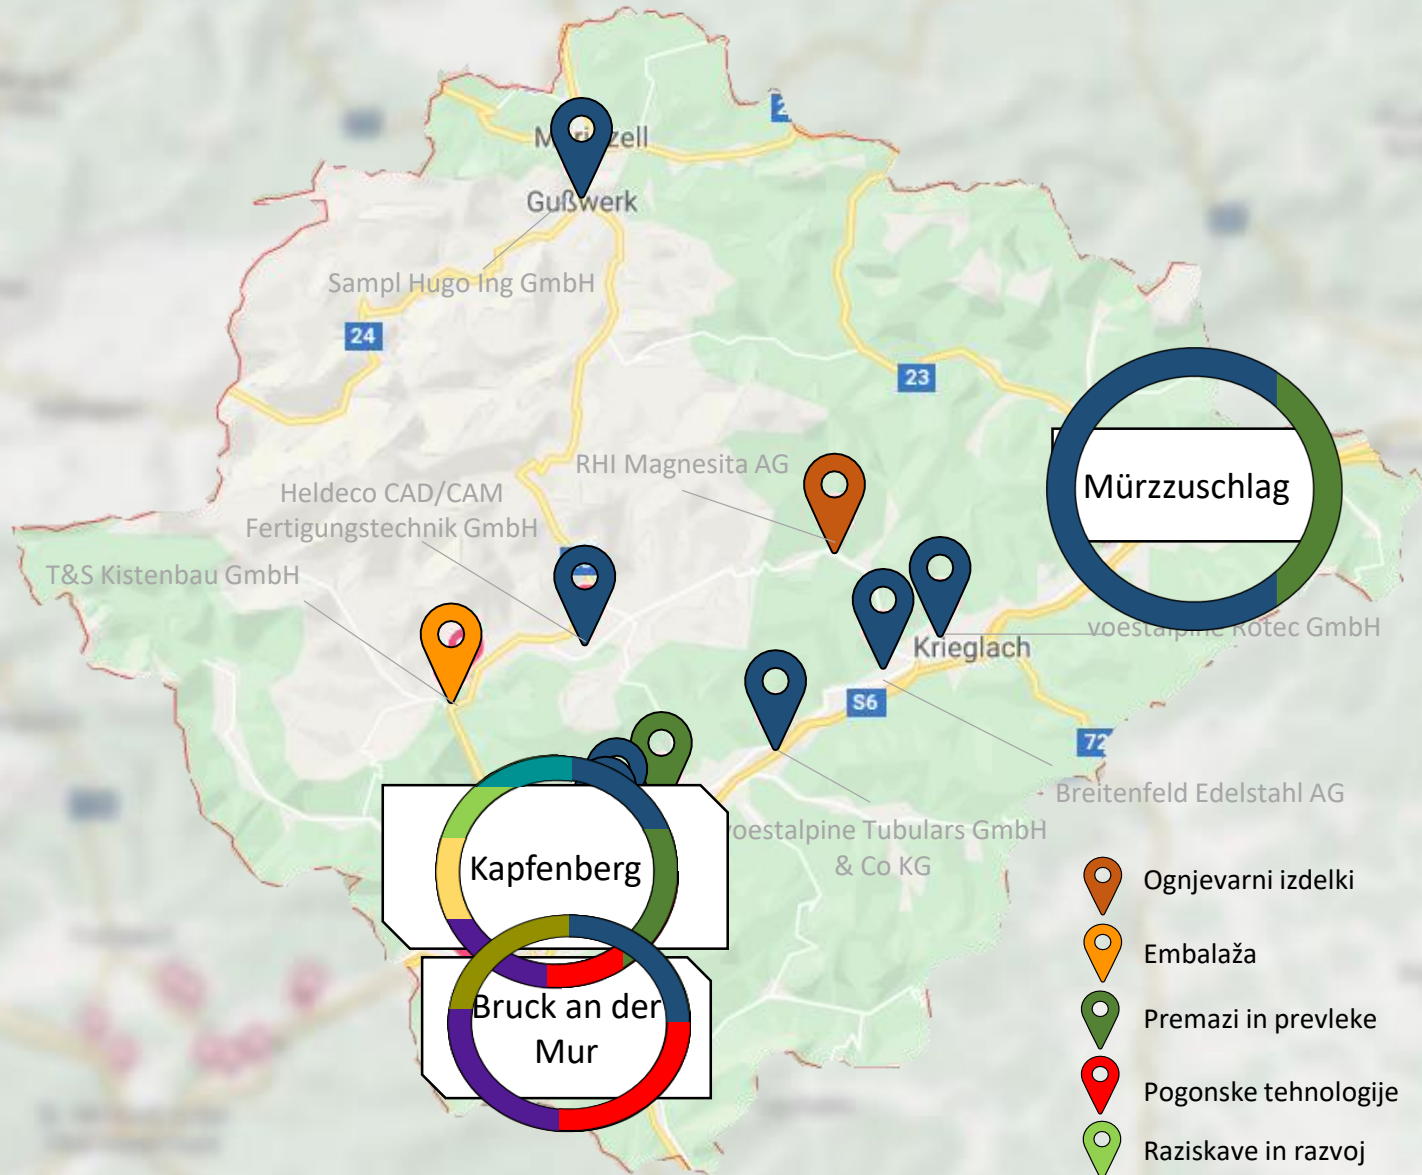 Gußwerk
Sampl Hugo Ing GmbH
24
23
RHI Magnesita AG
Heldeco CAD/CAM
Fertigungstechnik GmbH
Mürzzuschlag
T&S Kistenbau GmbH
voestalpine Rotec GmbH
Krieglach
S6
72
Breitenfeld Edelstahl AG
voestalpine Tubulars GmbH
& Co KG
Kapfenberg
Bruck an der
Mur
Ognjevarni izdelki
Embalaža
Premazi in prevleke
Pogonske tehnologije
Raziskave in razvoj